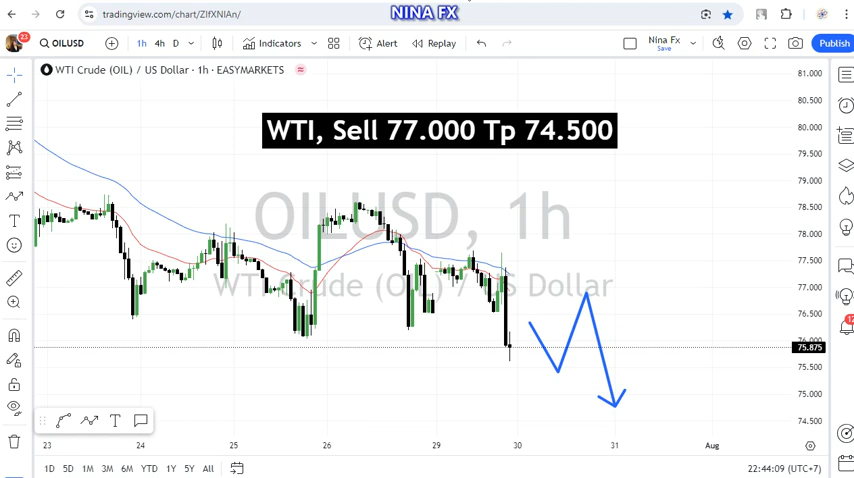 NINA FX
tradingview.com/chart/ZIfXNIAn/
23
OILUSD
1h
4h
D
Indicators
Alert
Replay
Nina Fx
Save
Publish
WTI Crude (OIL) / US Dollar · 1h · EASYMARKETS
WTI, Sell 77.000 Tp 74.500
OILUSD, 1h
WTI Crude (OIL) / US Dollar
81.000
80.500
80.000
79.500
79.000
78.500
78.000
77.500
77.000
76.500
76.000
75.875
75.500
75.000
74.500
23
24
25
26
29
30
31
Aug
1D
5D
1M
3M
6M
YTD
1Y
5Y
All
22:44:09 (UTC+7)